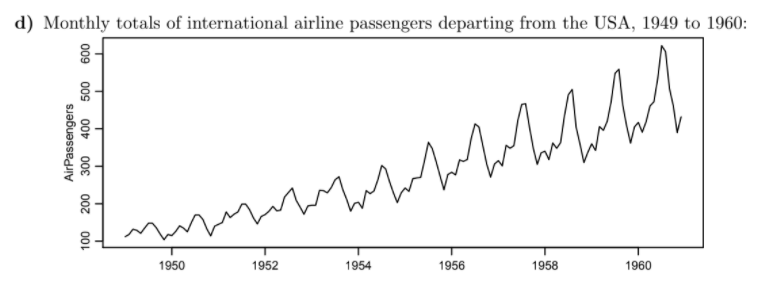 d) Monthly totals of international airline passengers departing from the USA, 1949 to 1960:
600
500
400
300
200
100
AirPassengers
1950 1952 1954 1956 1958 1960